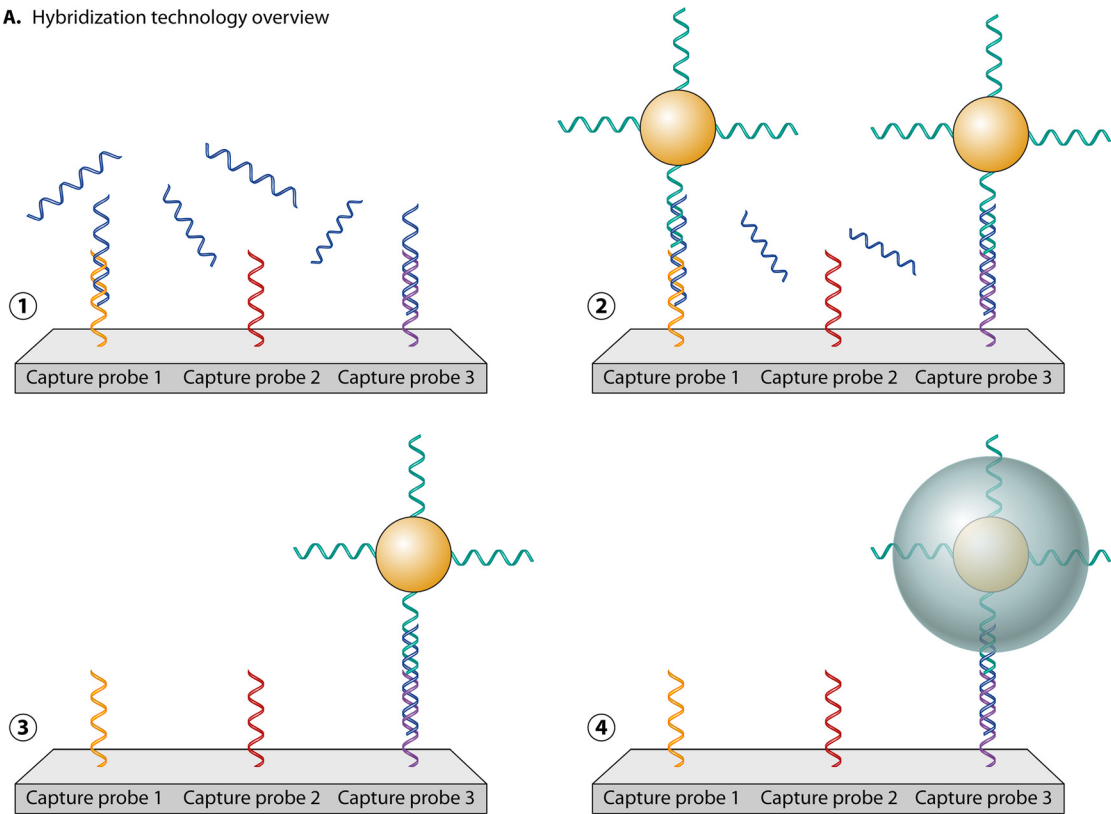 A. Hybridization technology overview
1
Capture probe 1 Capture probe 2 Capture probe 3
2
Capture probe 1 Capture probe 2 Capture probe 3
3
Capture probe 1 Capture probe 2 Capture probe 3
4
Capture probe 1 Capture probe 2 Capture probe 3